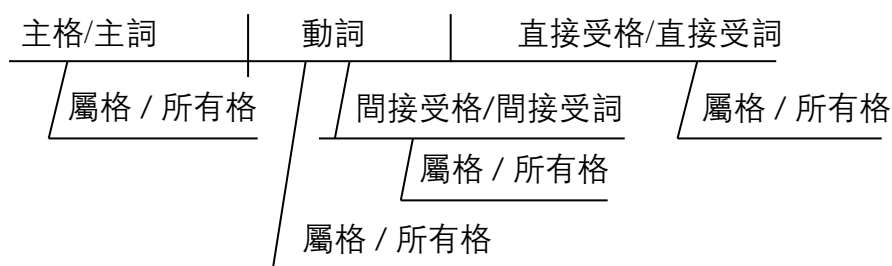 主格/主詞 動詞 直接受格/直接受詞
屬格 / 所有格 間接受格/間接受詞 屬格 / 所有格
屬格 / 所有格
屬格 / 所有格